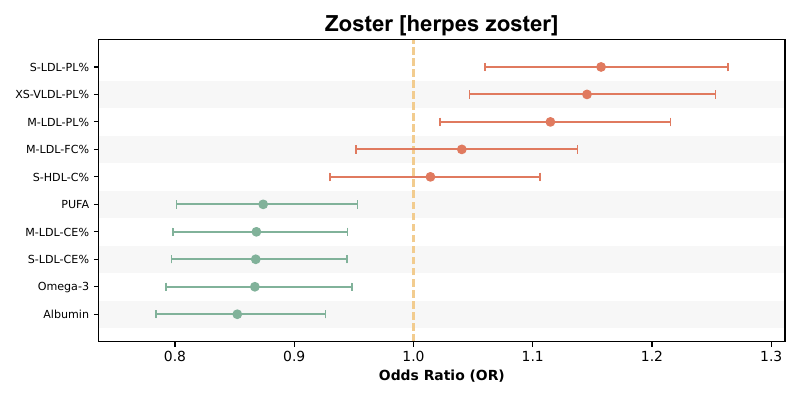 Zoster [herpes zoster]
S-LDL-PL%
XS-VLDL-PL%
M-LDL-PL%
M-LDL-FC%
S-HDL-C%
PUFA
M-LDL-CE%
S-LDL-CE%
Omega-3
Albumin
0.8 0.9 1.0 1.1 1.2 1.3
Odds Ratio (OR)